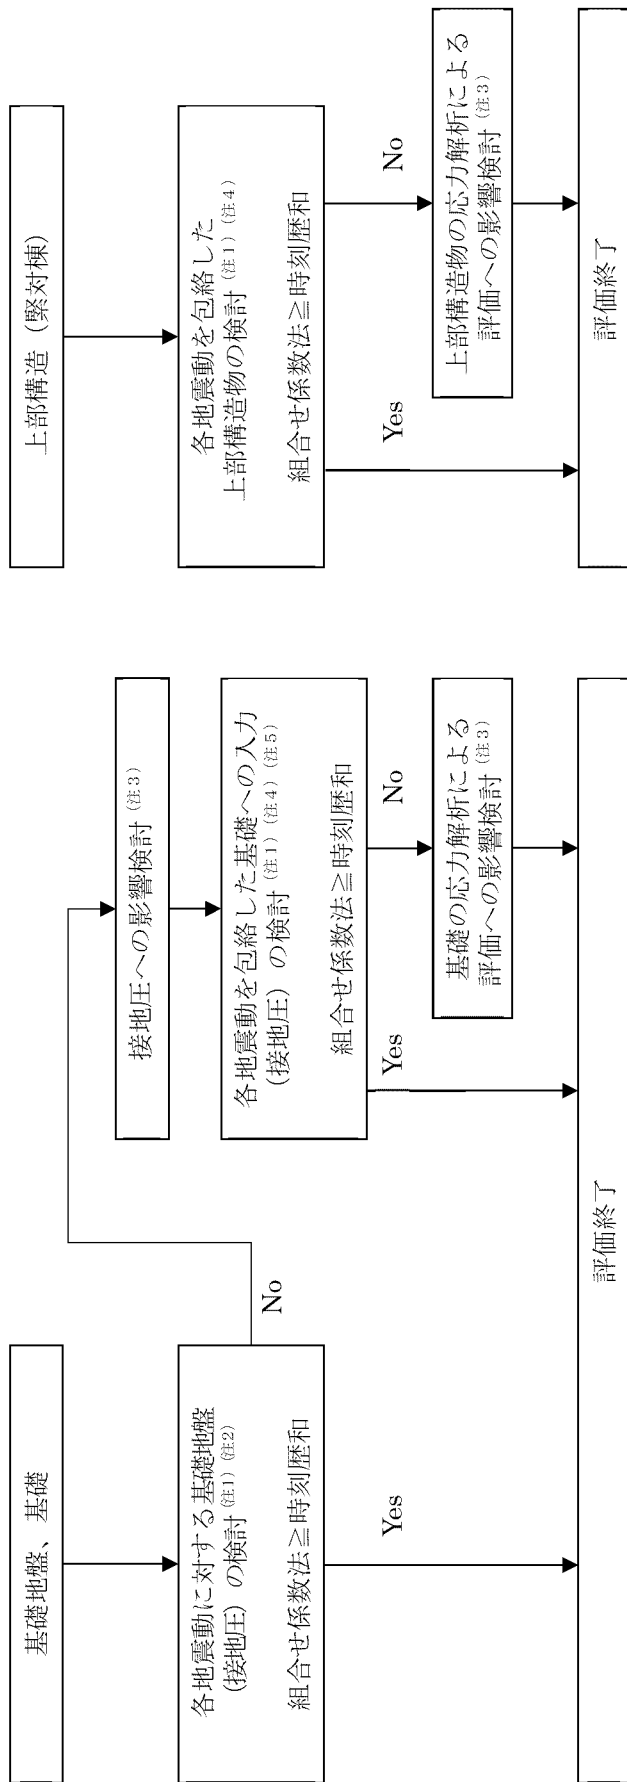 基礎地盤、基礎
各地震動に対する基礎地盤
（接地圧）の検討（注1）（注2）
組合せ係数法≧時刻歴和
Yes
No
接地圧への影響検討（注3）
各地震動を包絡した基礎への入力
（接地圧）の検討（注1）（注4）（注5）
組合せ係数法≧時刻歴和
Yes
No
基礎の応力解析による
評価への影響検討（注3）
評価終了
上部構造（緊対棟）
各地震動を包絡した
上部構造物の検討（注1）（注4）
組合せ係数法≧時刻歴和
Yes
No
上部構造物の応力解析による
評価への影響検討（注3）
評価終了